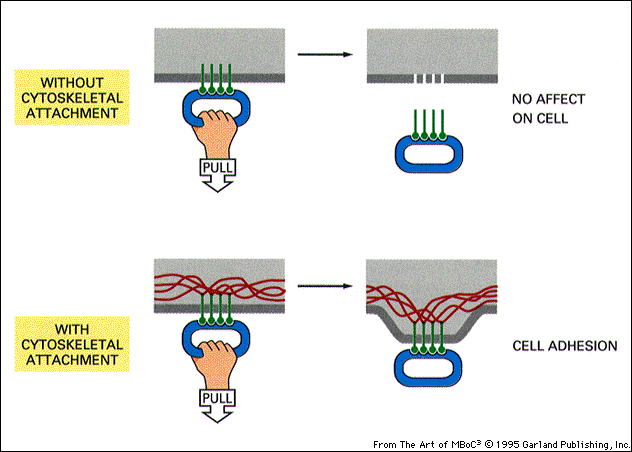 WITHOUT
CYTOSKELETAL
ATTACHMENT
PULL
NO AFFECT
ON CELL
WITH
CYTOSKELETAL
ATTACHMENT
PULL
CELL ADHESION
From The Art of MBoC³ © 1995 Garland Publishing, Inc.